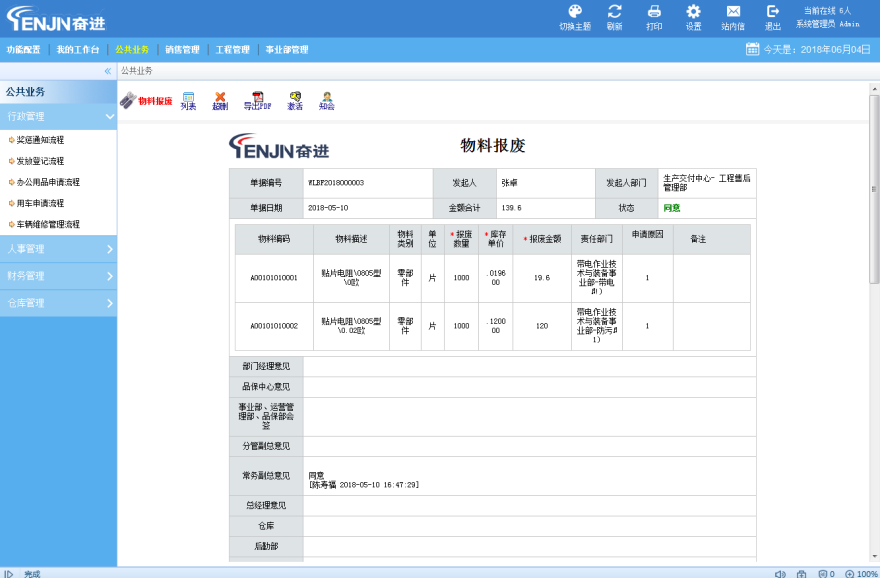 TENJIN奋进
切换主题 刷新 打印 设置 站内信 退出
当前在线 6人
系统管理员 Admin
功能配置 我的工作台 公共业务 销售管理 工程管理 事业部管理
今天是: 2018年06月04日
«
公共业务
公共业务
行政管理
奖惩通知流程
发放登记流程
办公用品申请流程
用车申请流程
车辆维修管理流程
人事管理
财务管理
仓库管理
物料报废 列表 超删 导出PDF 激活 知会
TENJIN奋进
物料报废
单据编号 WLBF2018000003 发起人 张卓 发起人部门
生产交付中心- 工程售后
管理部
单据日期 2018-05-10 金额合计 139.6 状态 同意
物料编码 物料描述
物料
类别
单
位
*报废
数量
*库存
单价
*报废金额 责任部门 申请原因 备注
A00101010001
贴片电阻\0805型
\0欧
零部
件
片 1000
.0196
00
19.6
带电作业技
术与装备事
业部-带电
1
A00101010002
贴片电阻\0805型
\0.02欧
零部
件
片 1000
.1200
00
120
带电作业技
术与装备事
1
部门经理意见
品保中心意见
事业部、运营管
理部、品保部会
签
分管副总意见
常务副总意见
同意
[陈寿福 2018-05-10 16:47:29]
总经理意见
仓库
后勤部
完成
0
100%